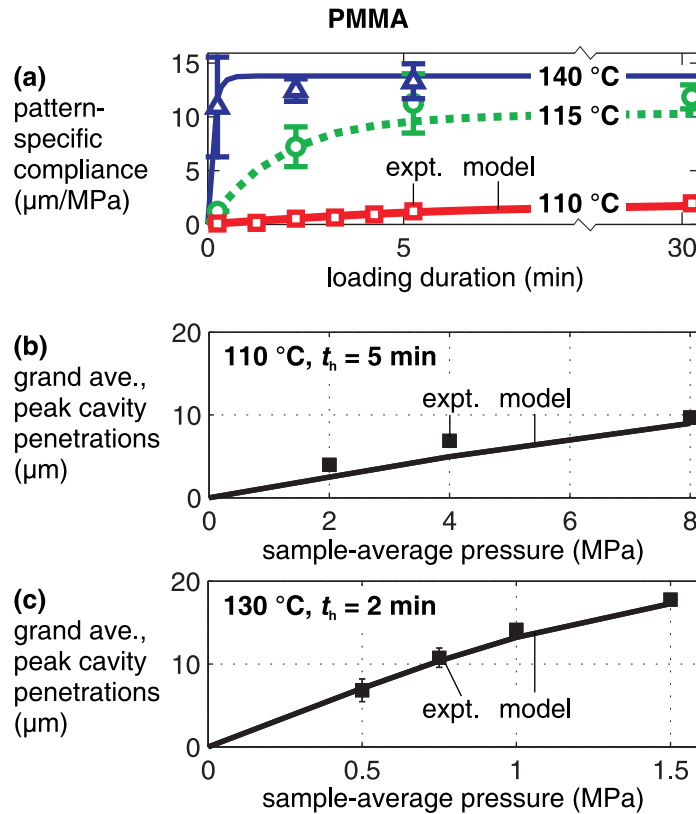 PMMA
(a)
pattern-
specific
compliance
(µm/MPa)
15
10
5
0
140 °C
115 °C
expt. model
110 °C
0 5 30
loading duration (min)
(b)
grand ave.,
peak cavity
penetrations
(µm)
20
10
0
110 °C, tₕ = 5 min
expt. model
0 2 4 6 8
sample-average pressure (MPa)
(c)
grand ave.,
peak cavity
penetrations
(µm)
20
10
0
130 °C, tₕ = 2 min
expt. model
0 0.5 1 1.5
sample-average pressure (MPa)